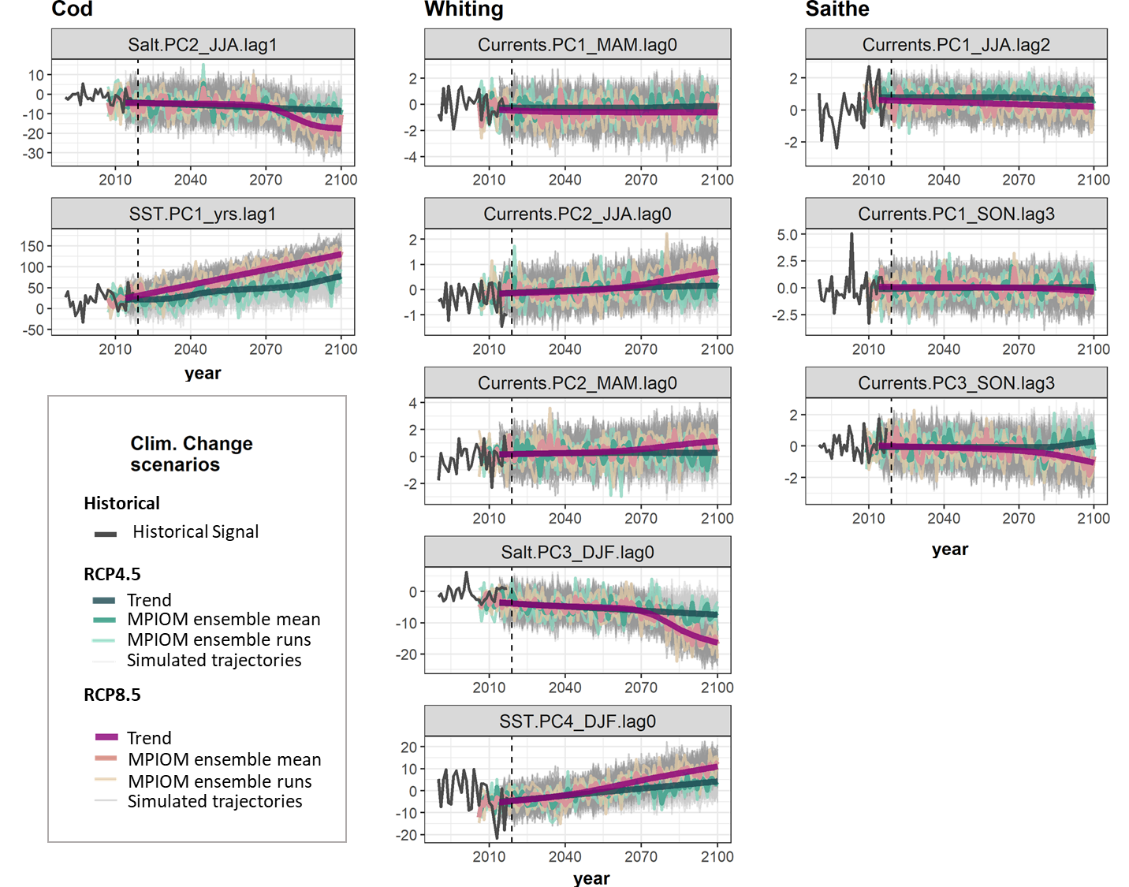 Cod
Salt.PC2_JJA.lag1
10
0
-10
-20
-30
2010 2040 2070 2100
SST.PC1_yrs.lag1
150
100
50
0
-50
2010 2040 2070 2100
year
Clim. Change
scenarios
Historical
Historical Signal
RCP4.5
Trend
MPIOM ensemble mean
MPIOM ensemble runs
Simulated trajectories
RCP8.5
Trend
MPIOM ensemble mean
MPIOM ensemble runs
Simulated trajectories
Whiting
Currents.PC1_MAM.lag0
2
0
-2
-4
2010 2040 2070 2100
Currents.PC2_JJA.lag0
2
1
0
-1
2010 2040 2070 2100
Currents.PC2_MAM.lag0
4
2
0
-2
2010 2040 2070 2100
Salt.PC3_DJF.lag0
0
-10
-20
2010 2040 2070 2100
SST.PC4_DJF.lag0
20
10
0
-10
-20
2010 2040 2070 2100
year
Saithe
Currents.PC1_JJA.lag2
2
0
-2
2010 2040 2070 2100
Currents.PC1_SON.lag3
5.0
2.5
0.0
-2.5
2010 2040 2070 2100
Currents.PC3_SON.lag3
2
0
-2
2010 2040 2070 2100
year